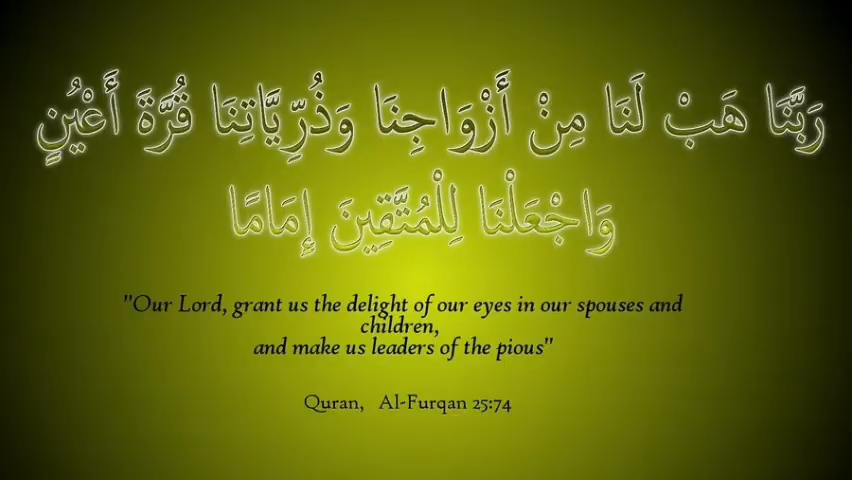 رَبَّنَا هَبْ لَنَا مِنْ أَزْوَاجِنَا وَذُرِّيَّاتِنَا قُرَّةَ أَعْيُنٍ
وَاجْعَلْنَا لِلْمُتَّقِينَ إِمَامًا
"Our Lord, grant us the delight of our eyes in our spouses and
children,
and make us leaders of the pious"
Quran, Al-Furqan 25:74